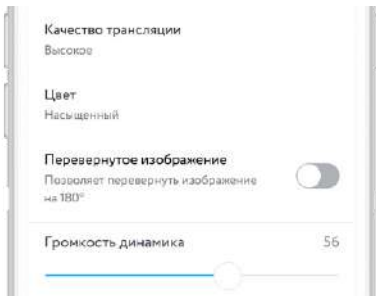 Качество трансляции
Высокое
Цвет
Насыщенный
Перевернутое изображение
Позволяет перевернуть изображение
на 180°
Громкость динамика 56